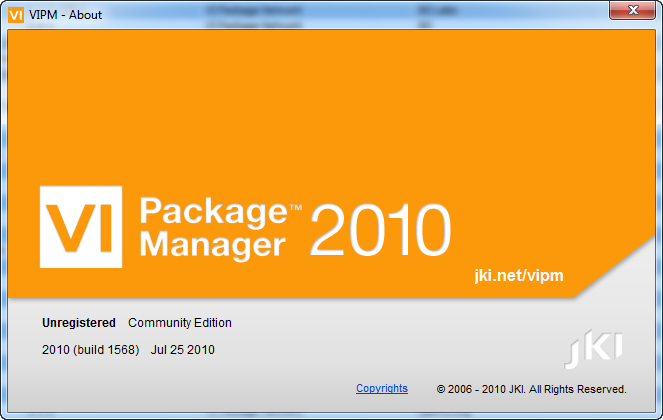 VI VIPM - About
VI Package™ Manager 2010
jki.net/vipm
Unregistered Community Edition
2010 (build 1568) Jul 25 2010
jki
Copyrights © 2006 - 2010 JKI. All Rights Reserved.